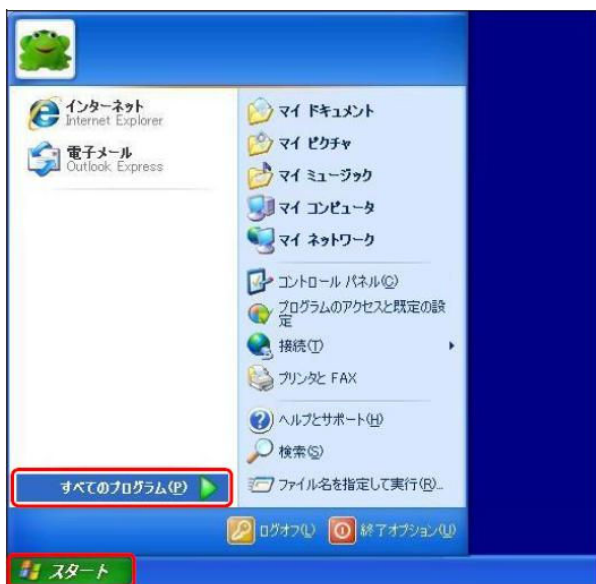 インターネット
Internet Explorer
電子メール
Outlook Express
すべてのプログラム(P)
マイ ドキュメント
マイ ピクチャ
マイ ミュージック
マイ コンピュータ
マイ ネットワーク
コントロール パネル(C)
プログラムのアクセスと既定の設
定
接続(T)
プリンタと FAX
ヘルプとサポート(H)
検索(S)
ファイル名を指定して実行(R)...
ログオフ(L)
終了オプション(U)
スタート